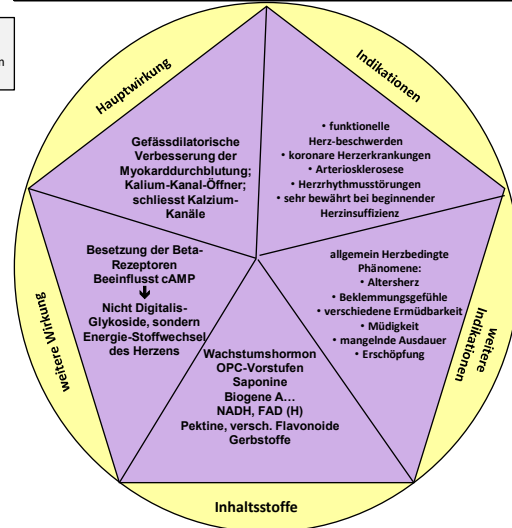 m
Hauptwirkung
Gefässdilatorische
Verbesserung der
Myokarddurchblutung;
Kalium-Kanal-Öffner;
schliesst Kalzium-
Kanäle
Indikationen
• funktionelle
Herz-beschwerden
• koronare Herzerkrankungen
• Arteriosklerose
• Herzrhythmusstörungen
• sehr bewährt bei beginnender
Herzinsuffizienz
weitere Wirkung
Besetzung der Beta-
Rezeptoren
Beeinflusst cAMP
Nicht Digitalis-
Glykoside, sondern
Energie-Stoffwechsel
des Herzens
allgemein Herzbedingte
Phänomene:
• Altersherz
• Beklemmungsgefühle
• verschiedene Ermüdbarkeit
• Müdigkeit
• mangelnde Ausdauer
• Erschöpfung
weitere
Indikationen
Wachstumshormon
OPC-Vorstufen
Saponine
Biogene A…
NADH, FAD (H)
Pektine, versch. Flavonoide
Gerbstoffe
Inhaltsstoffe